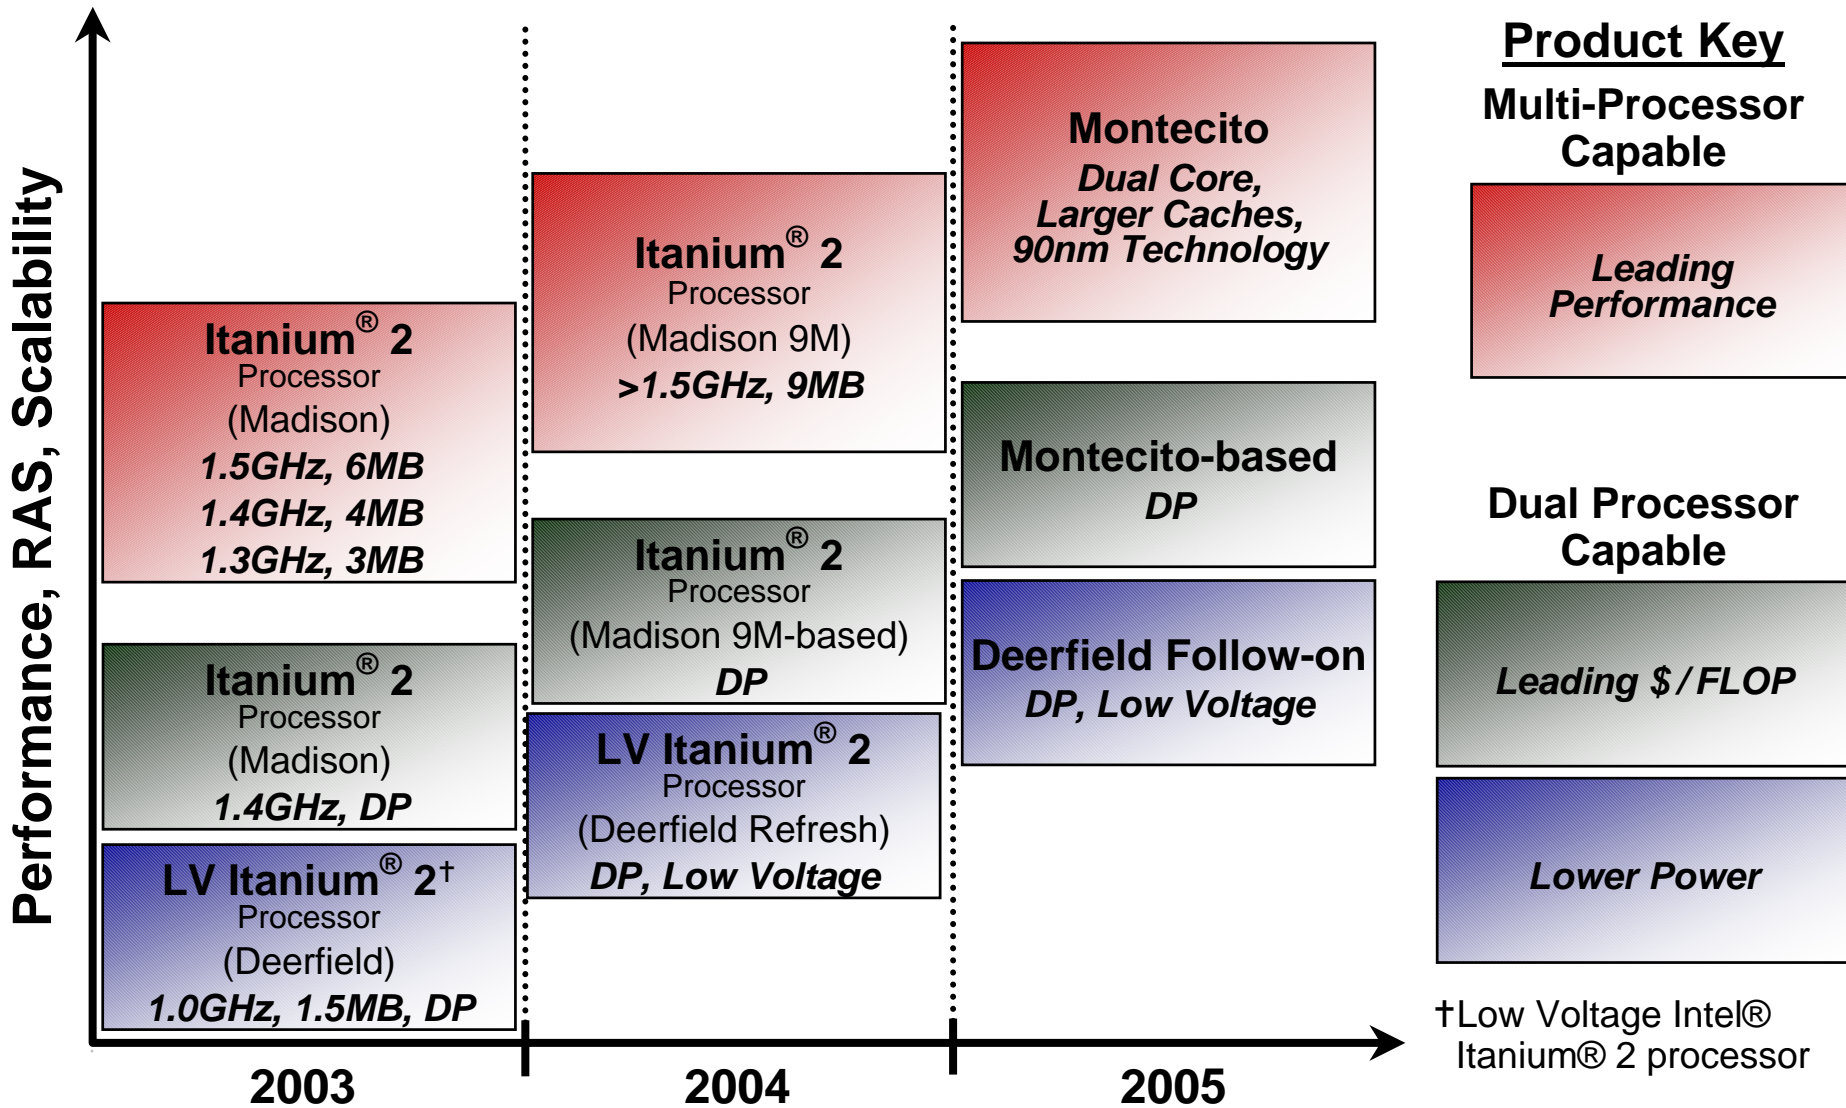 Performance, RAS, Scalability
Itanium® 2
Processor
(Madison)
1.5GHz, 6MB
1.4GHz, 4MB
1.3GHz, 3MB
Itanium® 2
Processor
(Madison)
1.4GHz, DP
LV Itanium® 2†
Processor
(Deerfield)
1.0GHz, 1.5MB, DP
2003
Itanium® 2
Processor
(Madison 9M)
>1.5GHz, 9MB
Itanium® 2
Processor
(Madison 9M-based)
DP
LV Itanium® 2
Processor
(Deerfield Refresh)
DP, Low Voltage
2004
Montecito
Dual Core,
Larger Caches,
90nm Technology
Montecito-based
DP
Deerfield Follow-on
DP, Low Voltage
2005
Product Key
Multi-Processor
Capable
Leading
Performance
Dual Processor
Capable
Leading $/FLOP
Lower Power
†Low Voltage Intel®
Itanium® 2 processor